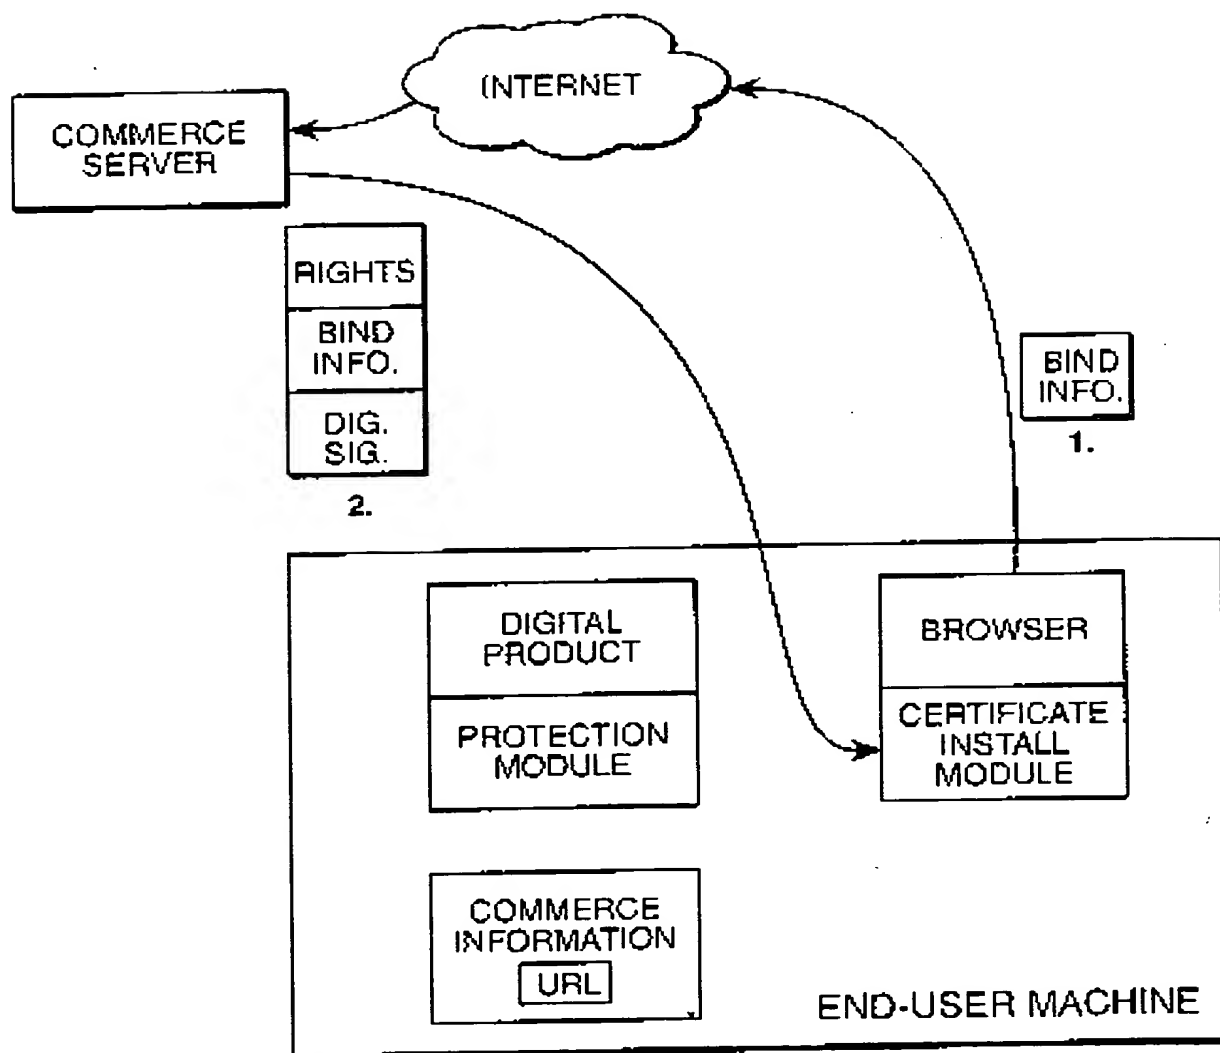 INTERNET
COMMERCE
SERVER
RIGHTS
BIND
INFO.
DIG.
SIG.
2.
BIND
INFO.
1.
DIGITAL
PRODUCT
PROTECTION
MODULE
BROWSER
CERTIFICATE
INSTALL
MODULE
COMMERCE
INFORMATION
URL
END-USER MACHINE